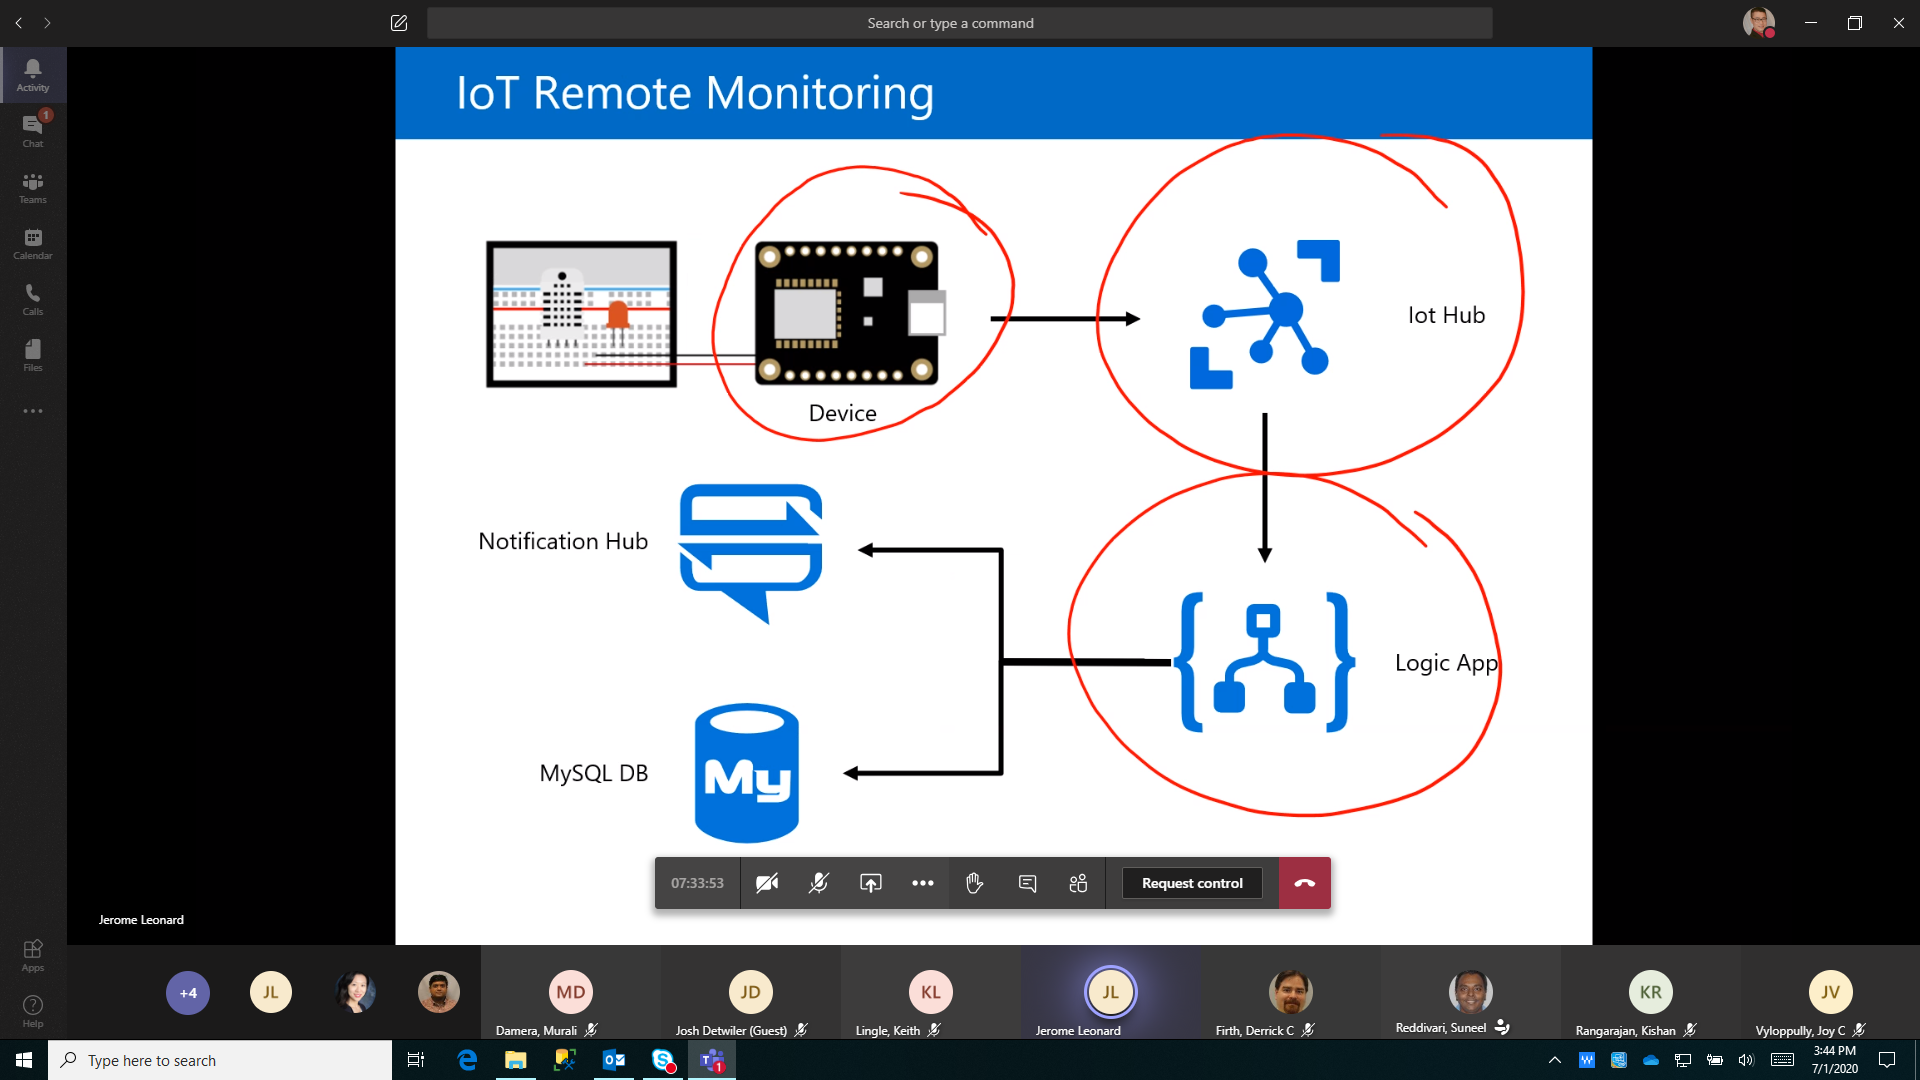 Search or type a command
Activity
1
Chat
Teams
Calendar
Calls
Files
Apps
Help
IoT Remote Monitoring
Device
Iot Hub
Notification Hub
Logic App
MySQL DB
My
07:33:53
Request control
Jerome Leonard
+4
JL
MD
Damera, Murali
JD
Josh Detwiler (Guest)
KL
Lingle, Keith
JL
Jerome Leonard
Firth, Derrick C
Reddivari, Suneel
KR
Rangarajan, Kishan
JV
Vyloppully, Joy C
Type here to search
3:44 PM
7/1/2020